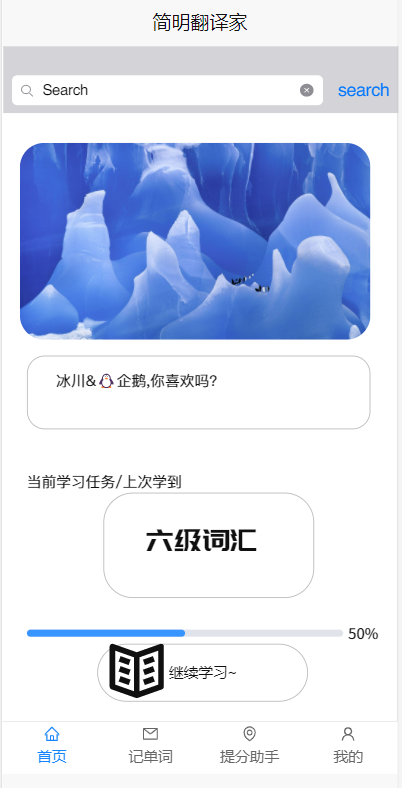 简明翻译家
Search search
冰川&🐧企鹅,你喜欢吗?
当前学习任务/上次学到
六级词汇
50%
继续学习~
首页 记单词 提分助手 我的